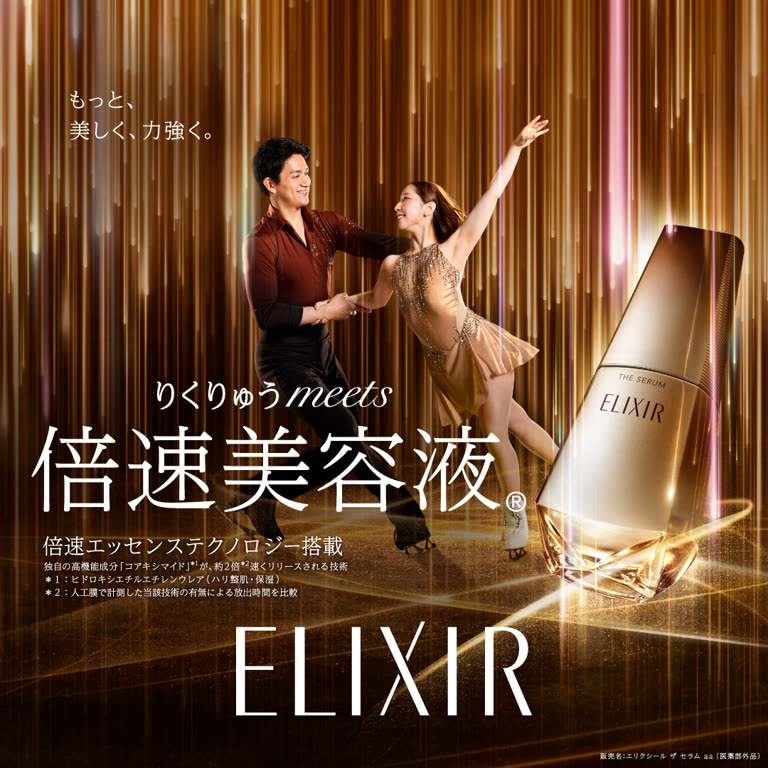 もっと、
美しく、力強く。
りくりゅう meets
倍速美容液®
倍速エッセンステクノロジー搭載
独自の高機能成分「コアキシマイド」*1が、約2倍*2速くリリースされる技術
*1：ヒドロキシエチルエチレンウレア（ハリ整肌・保湿）
*2：人工膜で計測した当該技術の有無による放出時間を比較
THE SERUM
ELIXIR
ELIXIR
販売名：エリクシール ザ セラム aa（医薬部外品）